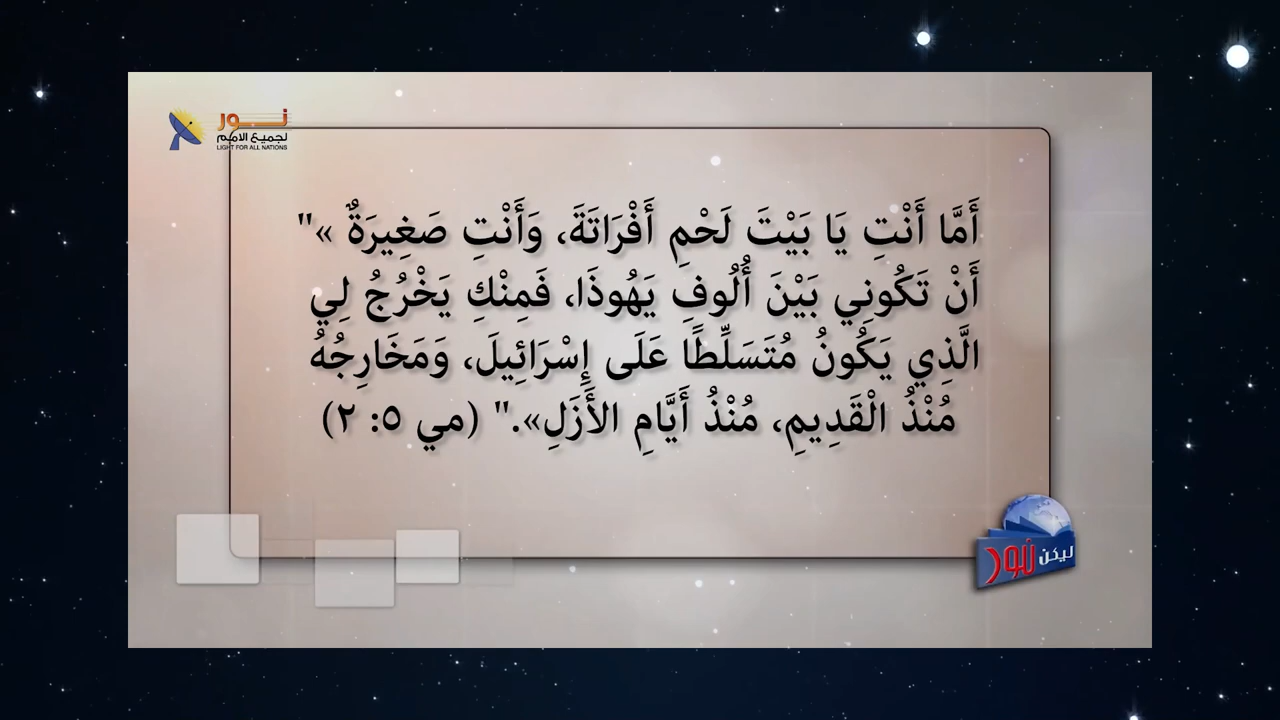 نور
لجميع الامم
LIGHT FOR ALL NATIONS
أَمَّا أَنْتِ يَا بَيْتَ لَحْمِ أَفْرَاتَةَ، وَأَنْتِ صَغِيرَةٌ »"
أَنْ تَكُونِي بَيْنَ أُلُوفِ يَهُوذَا، فَمِنْكِ يَخْرُجُ لِي
الَّذِي يَكُونُ مُتَسَلِّطًا عَلَى إِسْرَائِيلَ، وَمَخَارِجُهُ
مُنْذُ الْقَدِيمِ، مُنْذُ أَيَّامِ الأَزَلِ»." (مي ٥: ٢)
ليكن نور